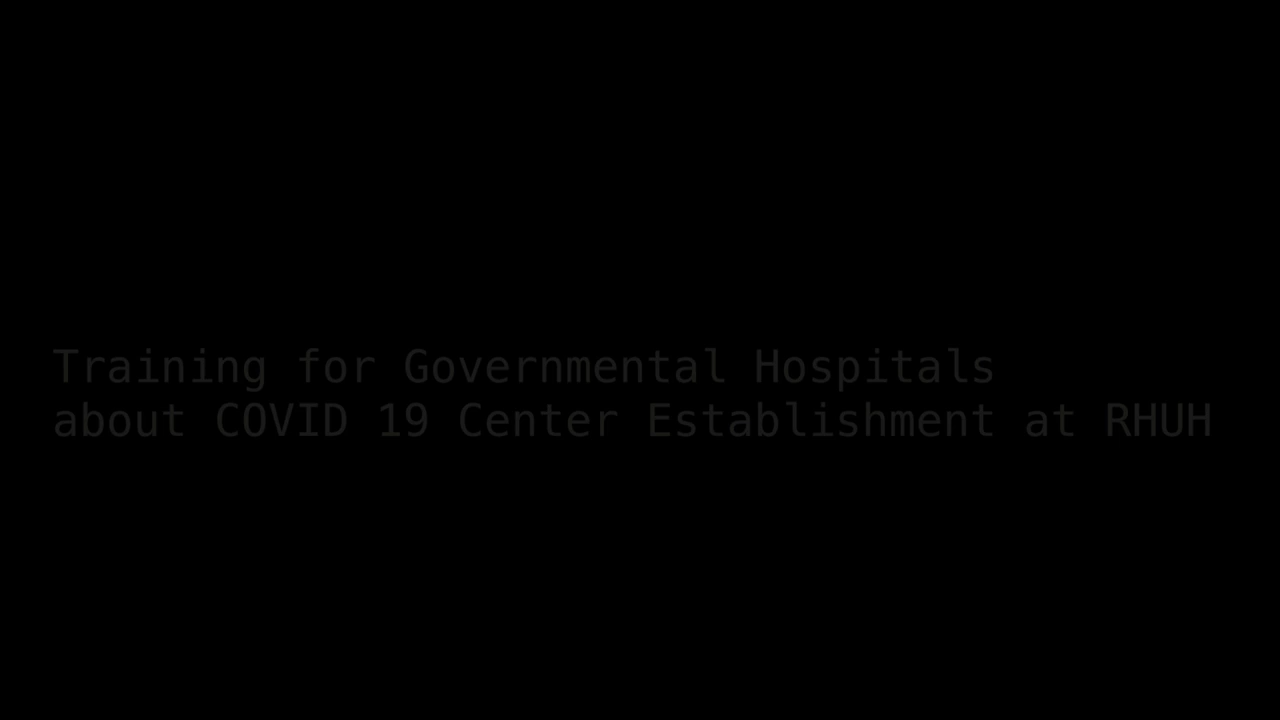 Training for Governmental Hospitals
about COVID 19 Center Establishment at RHUH